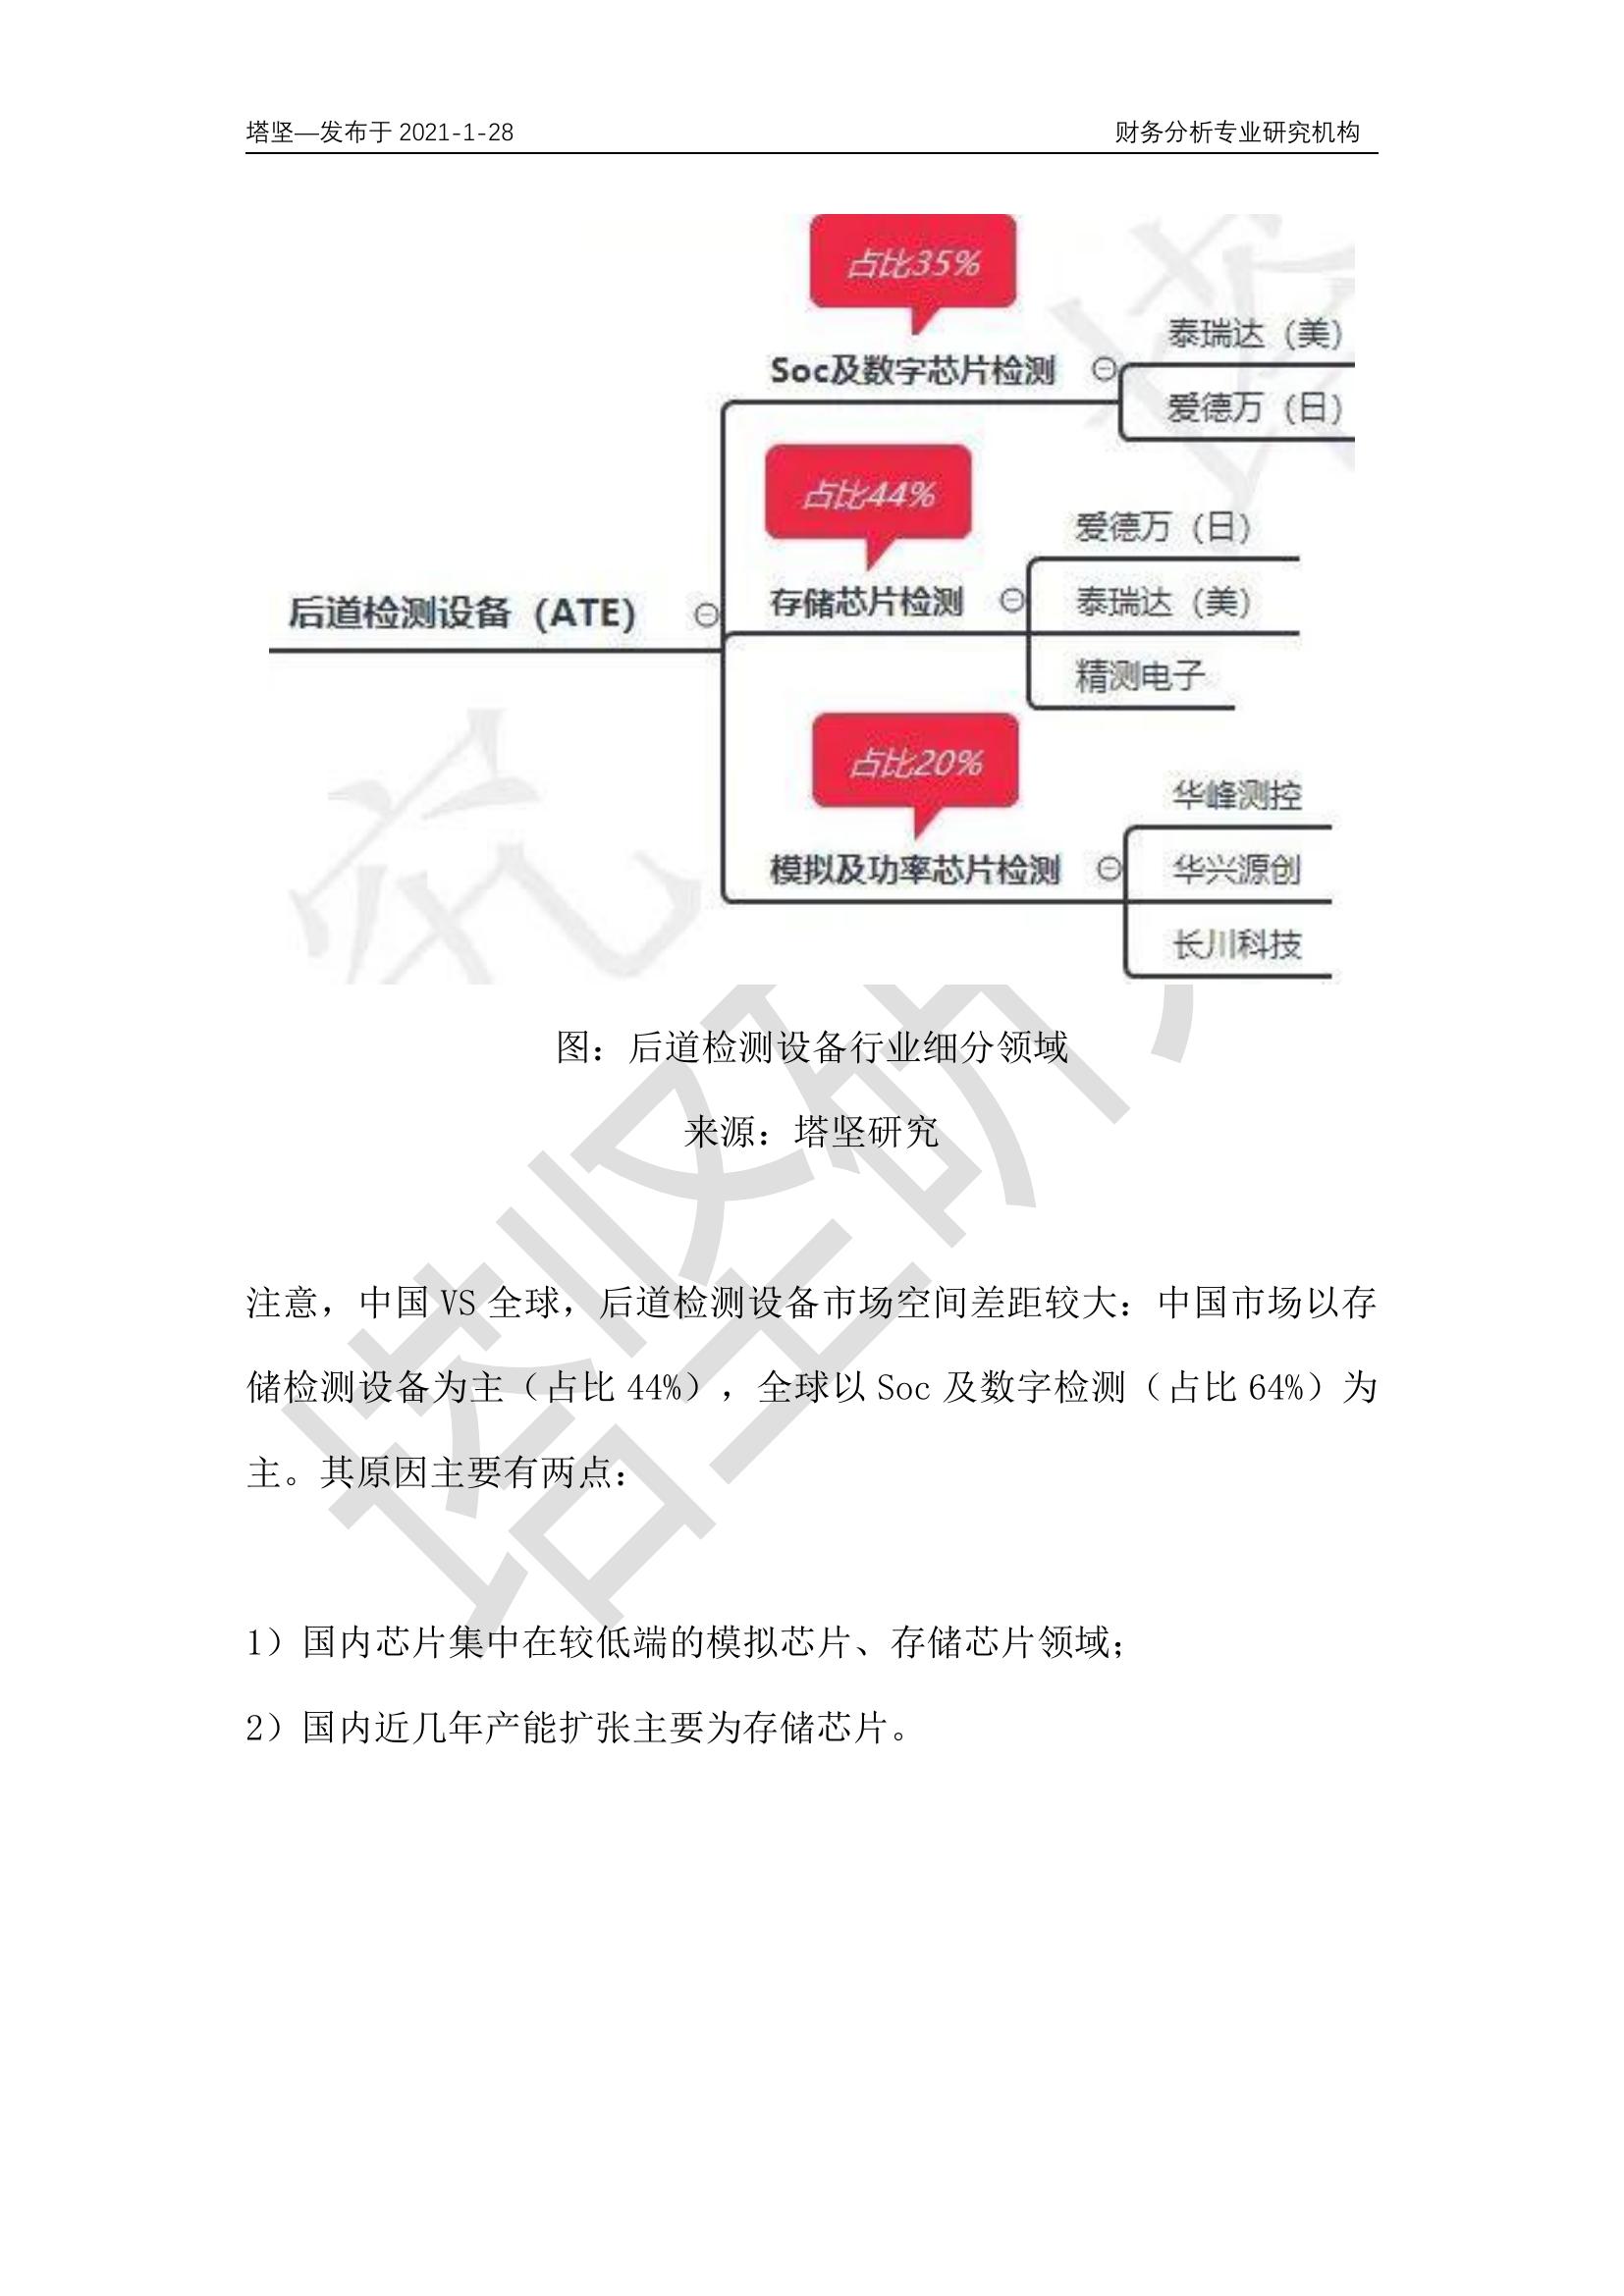 塔坚—发布于 2021-1-28
财务分析专业研究机构
占比35%
Soc及数字芯片检测
泰瑞达（美）
爱德万（日）
占比44%
后道检测设备（ATE）
存储芯片检测
爱德万（日）
泰瑞达（美）
精测电子
占比20%
模拟及功率芯片检测
华峰测控
华兴源创
长川科技
图：后道检测设备行业细分领域
来源：塔坚研究
注意，中国 VS 全球，后道检测设备市场空间差距较大：中国市场以存
储检测设备为主（占比 44%），全球以 Soc 及数字检测（占比 64%）为
主。其原因主要有两点：
1）国内芯片集中在较低端的模拟芯片、存储芯片领域；
2）国内近几年产能扩张主要为存储芯片。
塔坚研